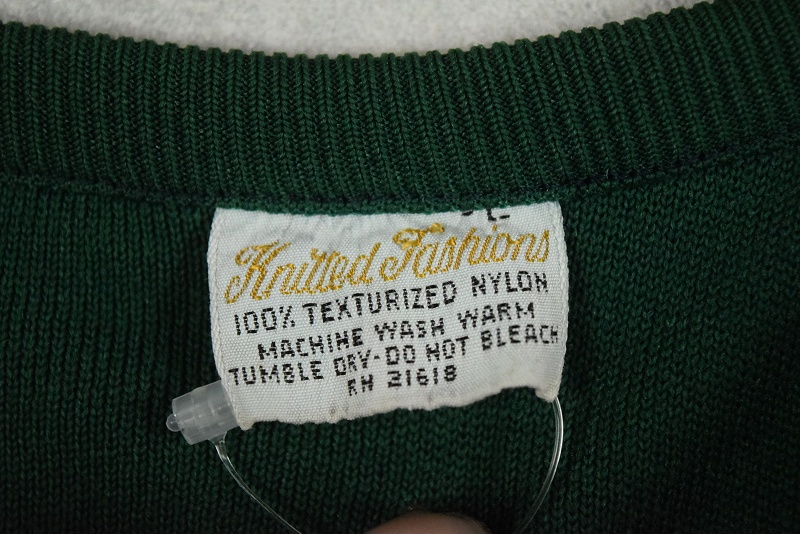 Knitted Fashions
100% TEXTURIZED NYLON
MACHINE WASH WARM
TUMBLE DRY-DO NOT BLEACH
RN 21618